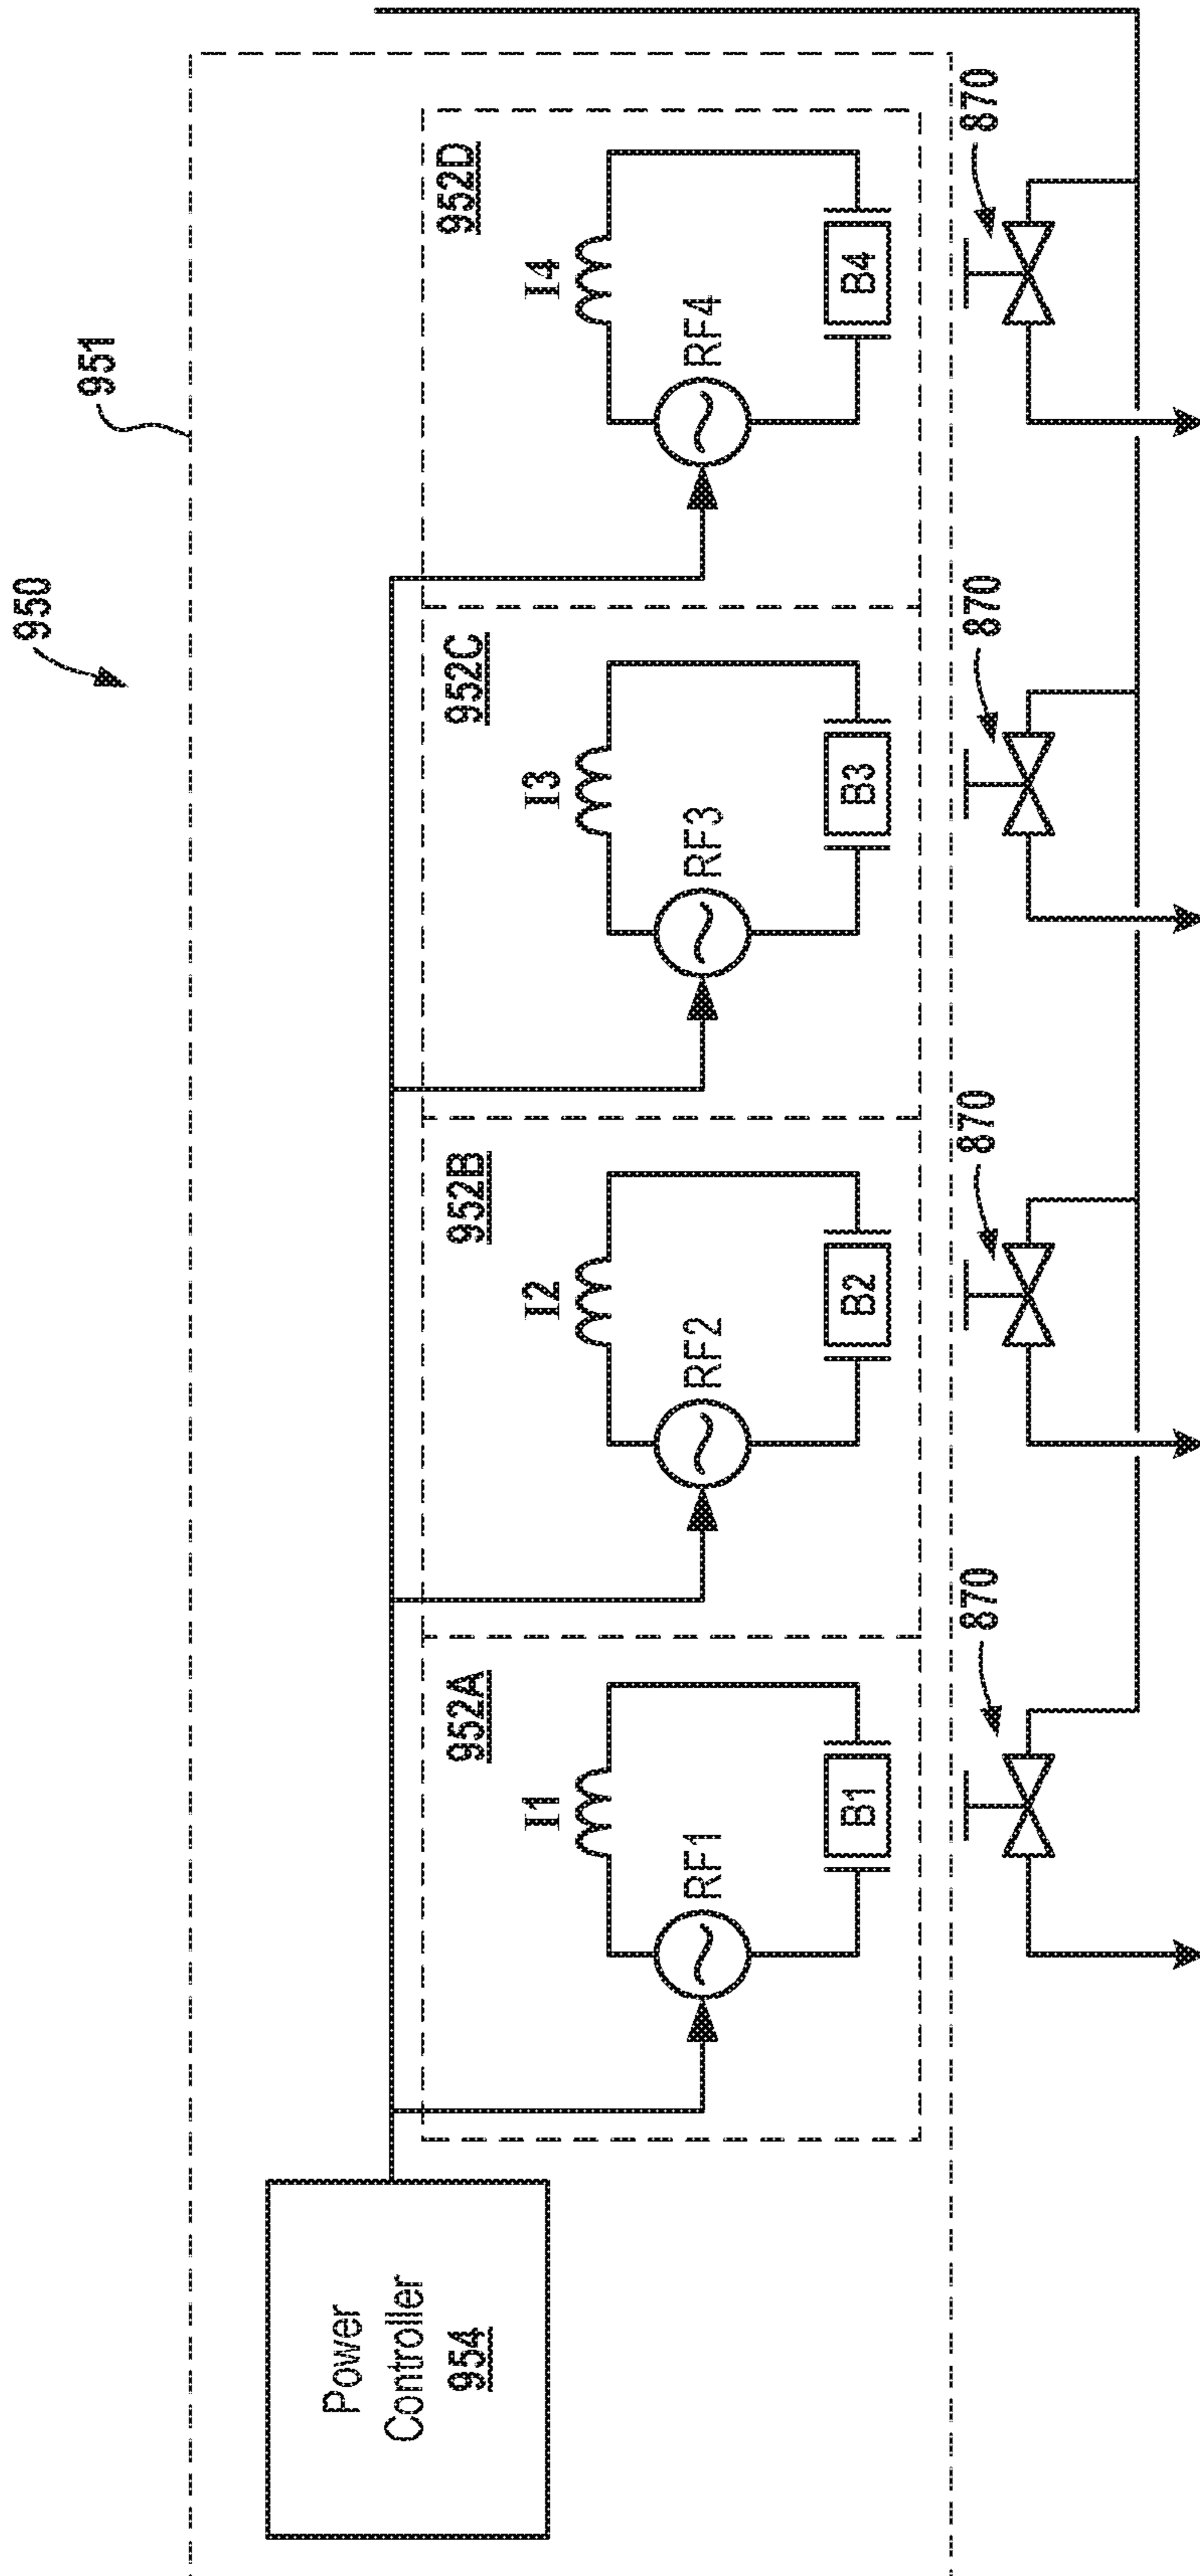 950
951
Power
Controller
954
952A
I1
RF1
B1
870
952B
I2
RF2
B2
870
952C
I3
RF3
B3
870
952D
I4
RF4
B4
870